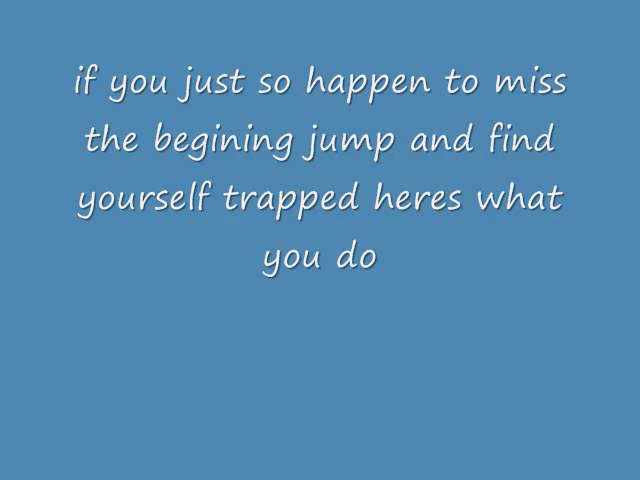 if you just so happen to miss
the begining jump and find
yourself trapped heres what
you do